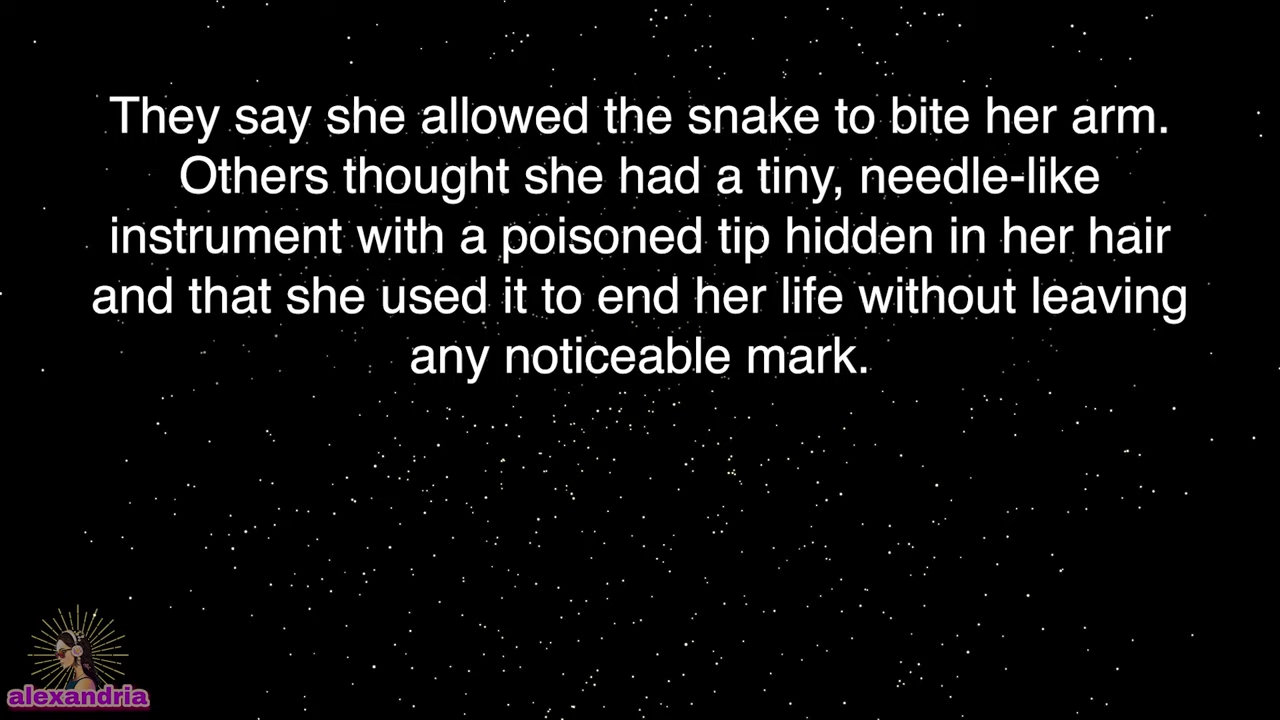 They say she allowed the snake to bite her arm.
Others thought she had a tiny, needle-like
instrument with a poisoned tip hidden in her hair
and that she used it to end her life without leaving
any noticeable mark.
alexandria